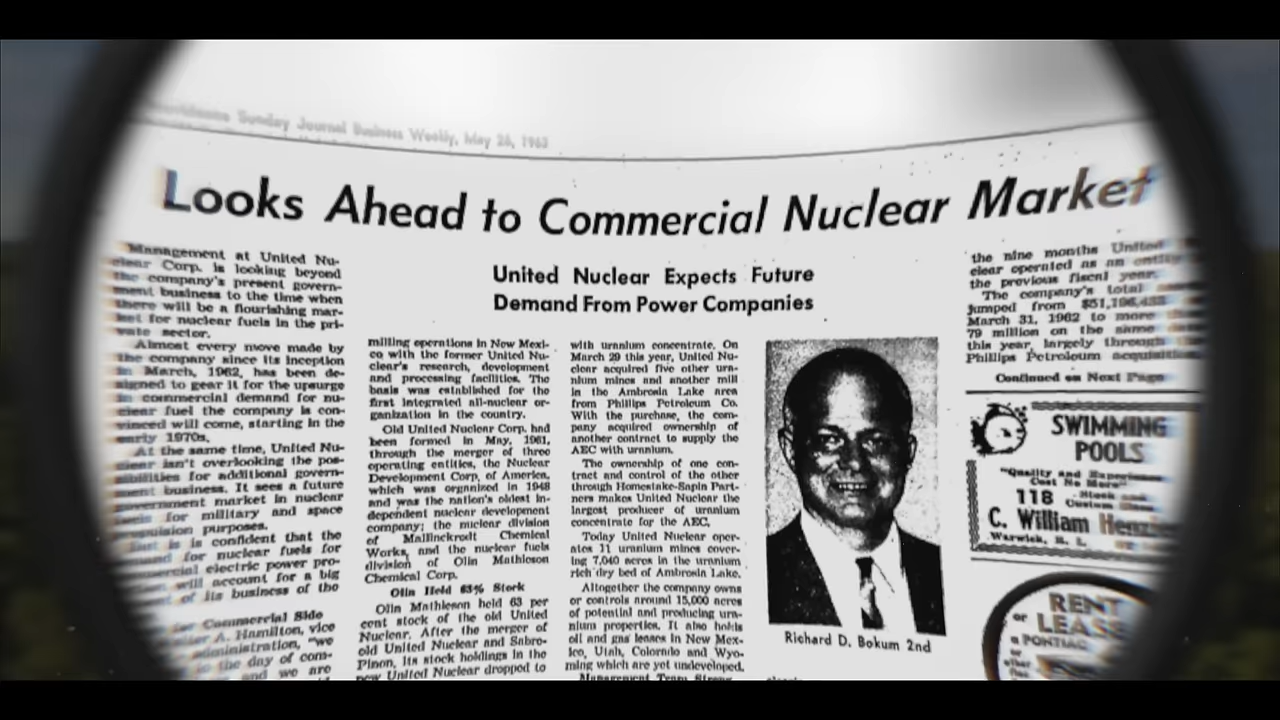 Sunday Journal Business Weekly, May 26, 1963
Looks Ahead to Commercial Nuclear Market
United Nuclear Expects Future
Demand From Power Companies
Management at United Nu-
clear Corp. is looking beyond
the company's present govern-
ment business to the time when
there will be a flourishing mar-
ket for nuclear fuels in the pri-
vate sector.
Almost every move made by
the company since its inception
in March, 1962, has been de-
signed to gear it for the upsurge
in commercial demand for nu-
clear fuel the company is con-
vinced will come, starting in the
early 1970s.
At the same time, United Nu-
clear isn't overlooking the pos-
sibilities for additional govern-
ment business. It sees a future
government market in nuclear
fuels for military and space
propulsion purposes.
But it is confident that the
for nuclear fuels for
electric power pro-
will account for a big
of its business of the
Commercial Side
A. Hamilton, vice
administration, "we
to the day of com-
and we are
milling operations in New Mexi-
co with the former United Nu-
clear's research, development
and processing facilities. The
basis was established for the
first integrated all-nuclear or-
ganization in the country.
Old United Nuclear Corp. had
been formed in May, 1961,
through the merger of three
operating entities, the Nuclear
Development Corp. of America,
which was organized in 1948
and was the nation's oldest in-
dependent nuclear development
company; the nuclear division
of Mallinckrodt Chemical
Works, and the nuclear fuels
division of Olin Mathieson
Chemical Corp.
Olin Held 63% Stock
Olin Mathieson held 63 per
cent stock of the old United
Nuclear. After the merger of
old United Nuclear and Sabre-
Pinon, its stock holdings in the
new United Nuclear dropped to
with uranium concentrate. On
March 29 this year, United Nu-
clear acquired five other ura-
nium mines and another mill
in the Ambrosia Lake area
from Phillips Petroleum Co.
With the purchase, the com-
pany acquired ownership of
another contract to supply the
AEC with uranium.
The ownership of one con-
tract and control of the other
through Homestake-Sapin Part-
ners makes United Nuclear the
largest producer of uranium
concentrate for the AEC.
Today United Nuclear oper-
ates 11 uranium mines cover-
ing 7,040 acres in the uranium
rich dry bed of Ambrosia Lake.
Altogether the company owns
or controls around 15,000 acres
of potential and producing ura-
nium properties. It also holds
oil and gas leases in New Mex-
ico, Utah, Colorado and Wyo-
ming which are yet undeveloped.
Management Team Strong
Richard D. Bokum 2nd
the nine months United
clear operated as an entity
the previous fiscal year.
The company's total
jumped from
March 31, 1962 to more
79 million on the same
this year, largely through
Phillips Petroleum acquisition
Continued on Next Page
SWIMMING
POOLS
"Quality and Experience
Cost No More"
118
C. William
Warwick, R. I.
RENT
or
LEASE
a PONTIAC
or